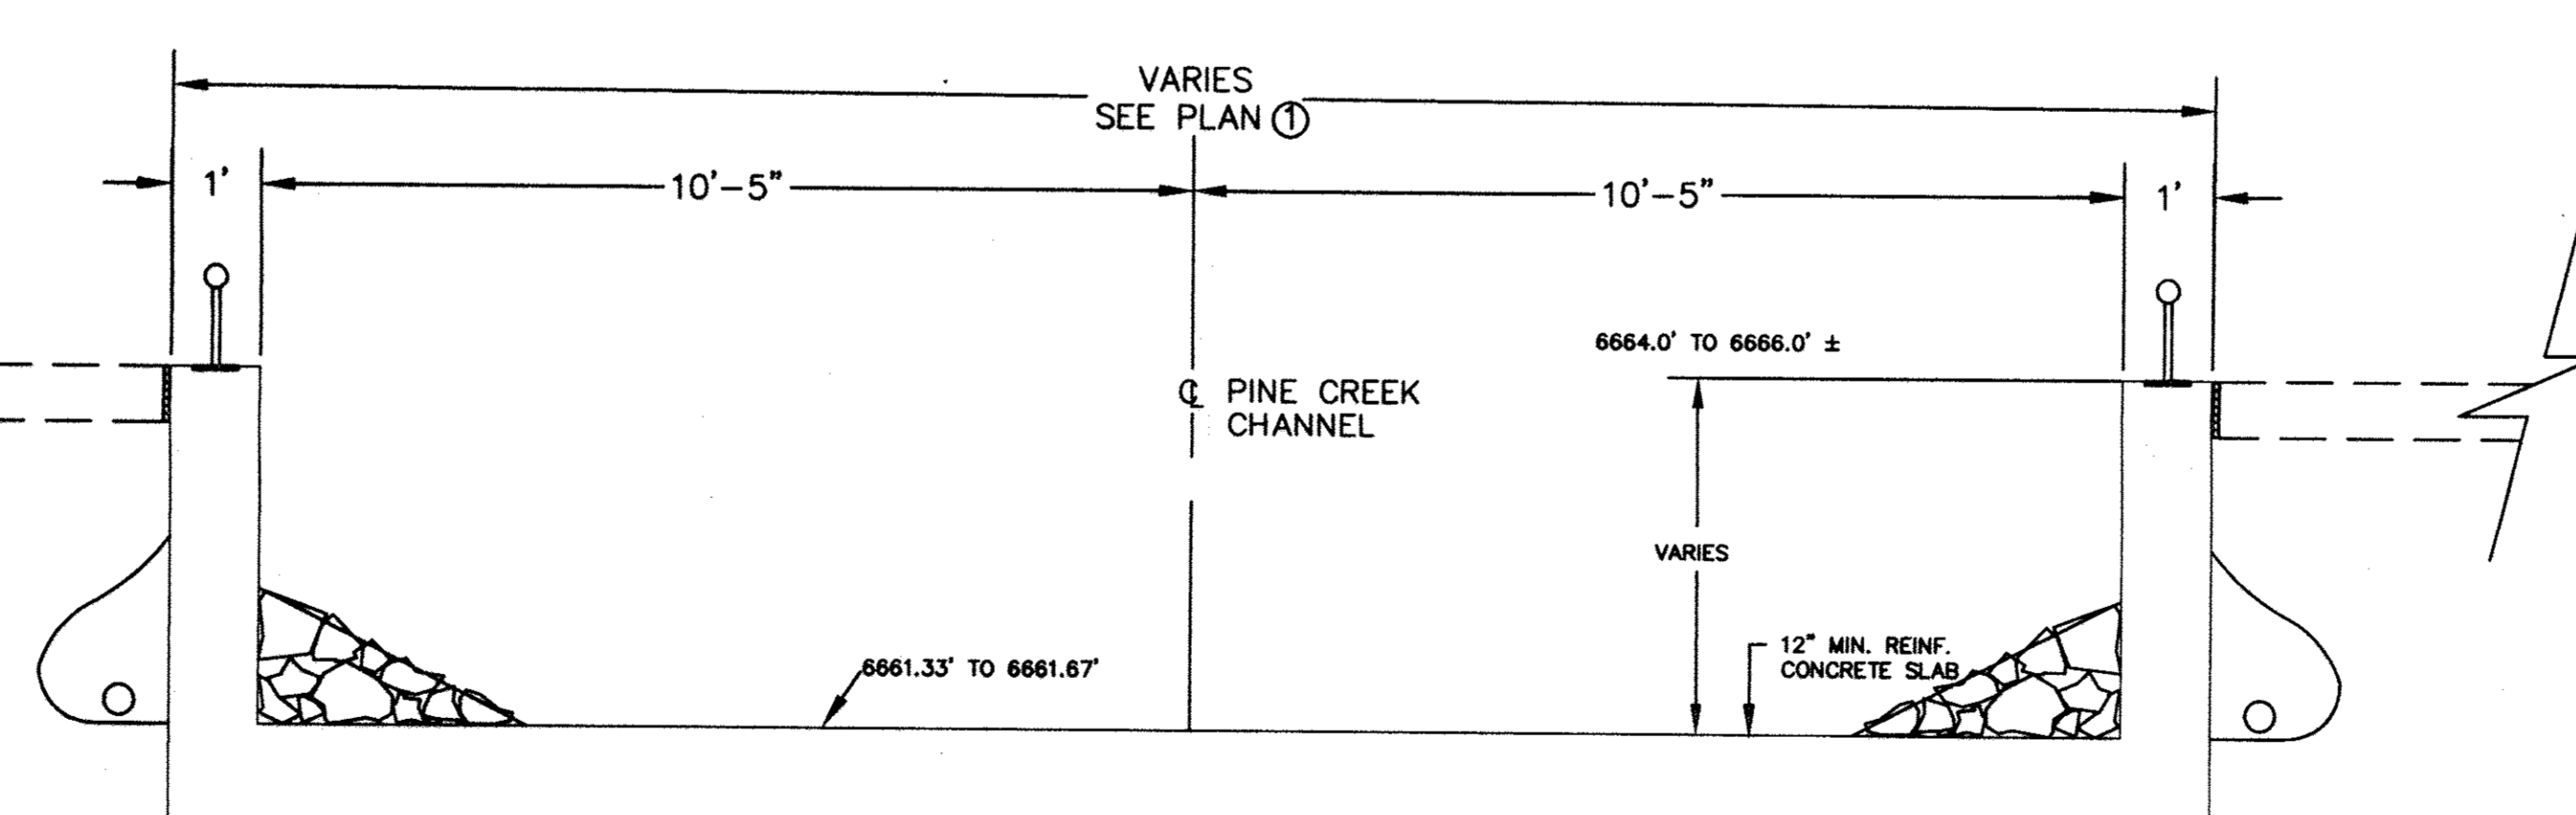 VARIES
SEE PLAN ①
1'
10'-5"
10'-5"
1'
6664.0' TO 6666.0' ±
℄ PINE CREEK
CHANNEL
VARIES
6661.33' TO 6661.67'
12" MIN. REINF.
CONCRETE SLAB